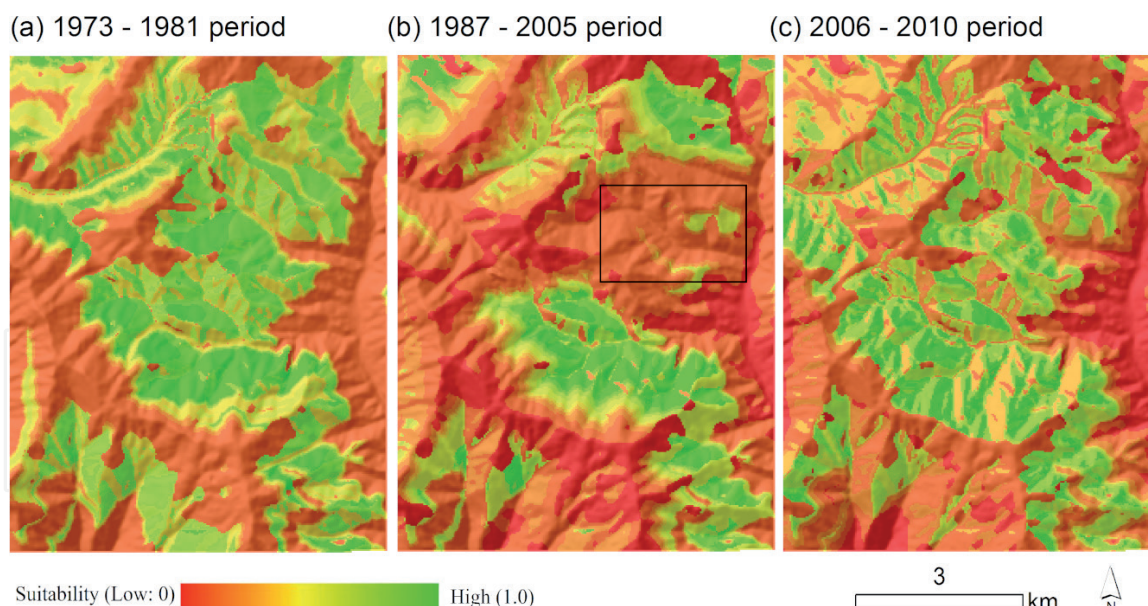 (a) 1973 - 1981 period
(b) 1987 - 2005 period
(c) 2006 - 2010 period
Suitability (Low: 0)
High (1.0)
3
km
N